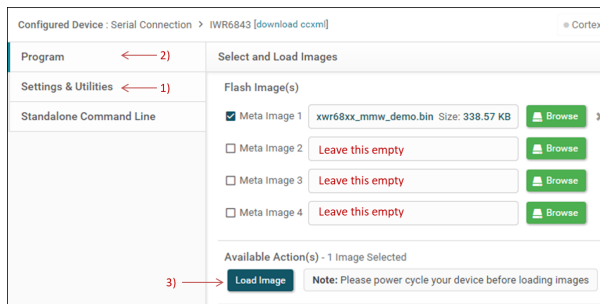 Configured Device : Serial Connection > IWR6843 [download ccxml]
Cortex
Program
2)
Select and Load Images
Settings & Utilities
1)
Flash Image(s)
Standalone Command Line
Meta Image 1 xwr68xx_mmw_demo.bin Size: 338.57 KB Browse
Meta Image 2 Leave this empty Browse
Meta Image 3 Leave this empty Browse
Meta Image 4 Leave this empty Browse
Available Action(s) - 1 Image Selected
3) Load Image Note: Please power cycle your device before loading images